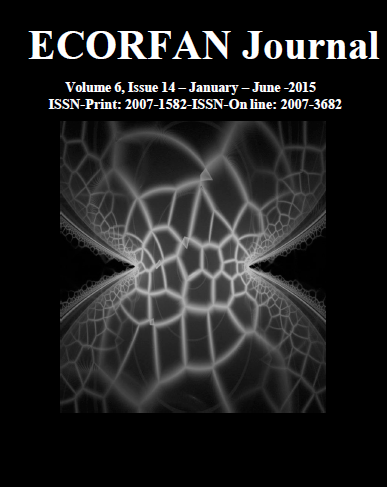 ECORFAN Journal
Volume 6, Issue 14 – January – June -2015
ISSN-Print: 2007-1582-ISSN-On line: 2007-3682